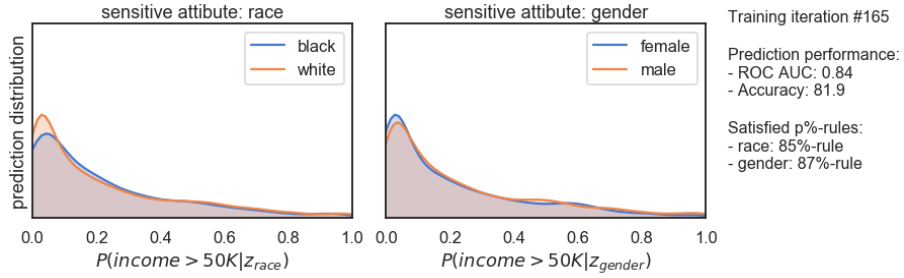 sensitive attibute: race
black
white
prediction distribution
0.0 0.2 0.4 0.6 0.8 1.0
P(income > 50K|z_race)
sensitive attibute: gender
female
male
0.0 0.2 0.4 0.6 0.8 1.0
P(income > 50K|z_gender)
Training iteration #165
Prediction performance:
- ROC AUC: 0.84
- Accuracy: 81.9
Satisfied p%-rules:
- race: 85%-rule
- gender: 87%-rule